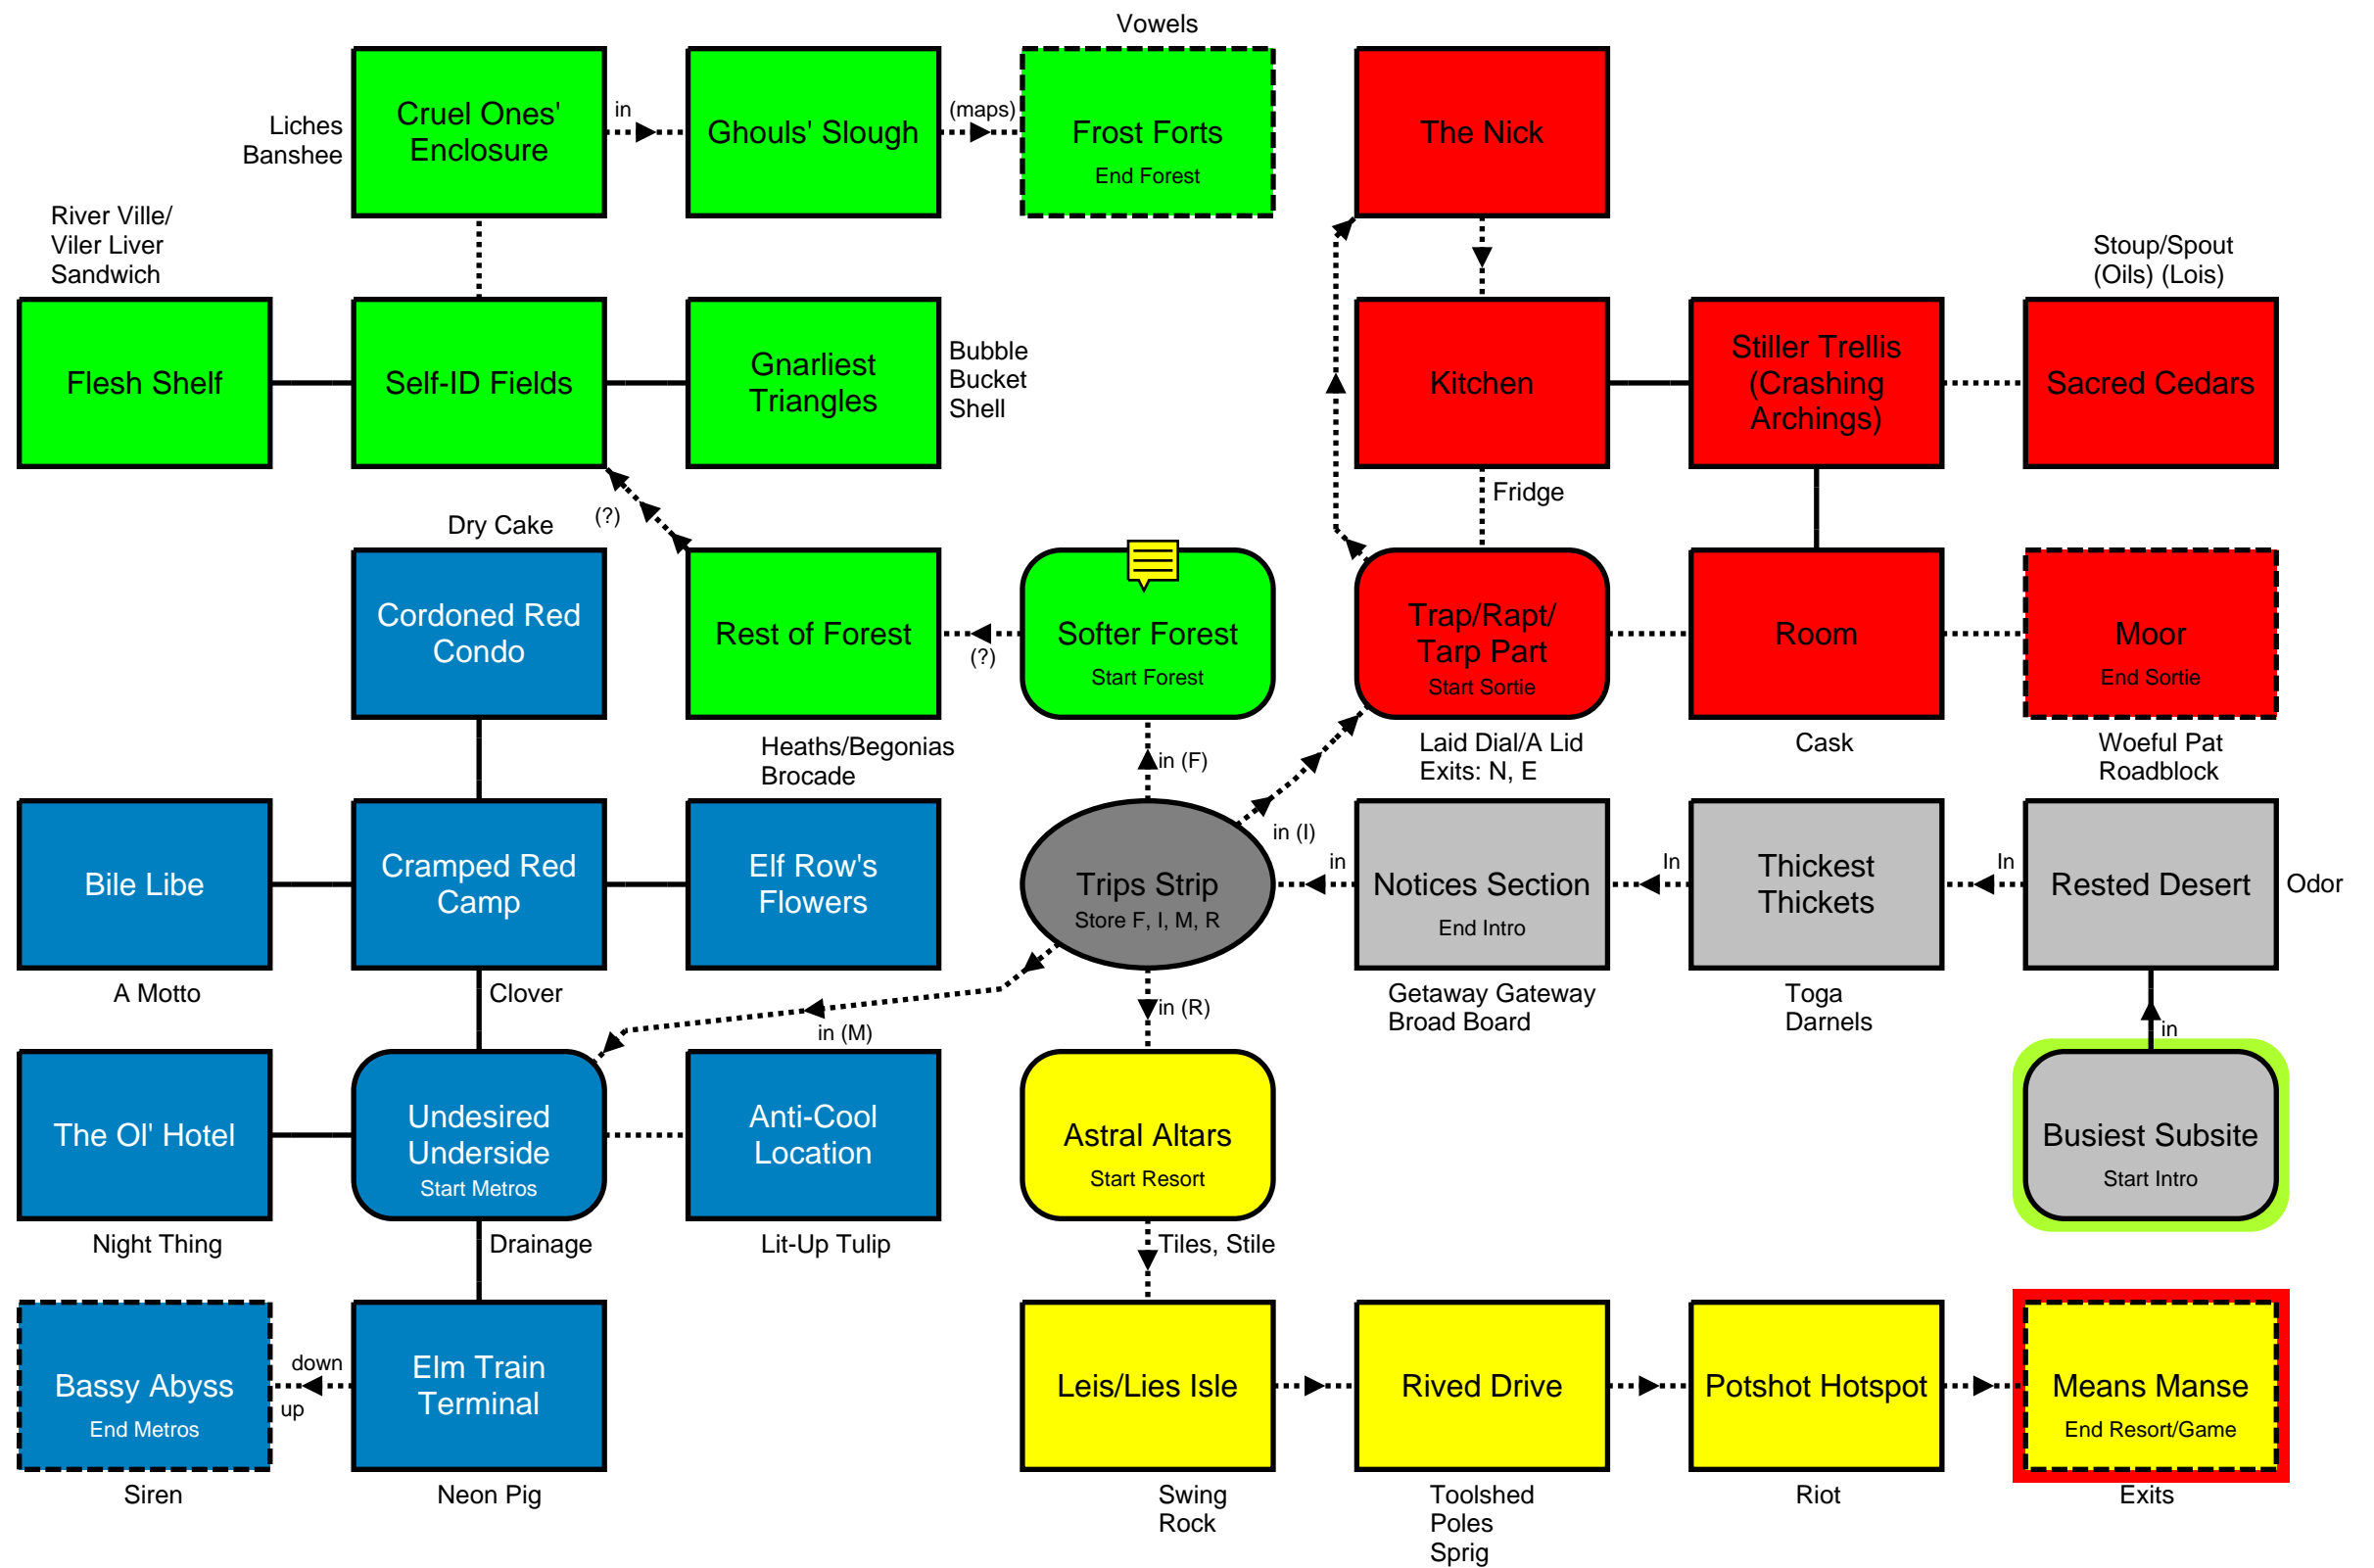 Vowels
Cruel Ones'
Enclosure
in
Ghouls' Slough
(maps)
Frost Forts
End Forest
The Nick
Liches
Banshee
River Ville/
Viler Liver
Sandwich
Stoup/Spout
(Oils) (Lois)
Flesh Shelf
Self-ID Fields
Gnarliest
Triangles
Bubble
Bucket
Shell
Kitchen
Stiller Trellis
(Crashing
Archings)
Sacred Cedars
Fridge
Dry Cake
(?)
Cordoned Red
Condo
Rest of Forest
(?)
Softer Forest
Start Forest
Trap/Rapt/
Tarp Part
Start Sortie
Room
Moor
End Sortie
Heaths/Begonias
Brocade
in (F)
Laid Dial/A Lid
Exits: N, E
Cask
Woeful Pat
Roadblock
Bile Libe
Cramped Red
Camp
Elf Row's
Flowers
Trips Strip
Store F, I, M, R
in (I)
in
Notices Section
End Intro
In
Thickest
Thickets
In
Rested Desert
Odor
A Motto
Clover
in (M)
in (R)
Getaway Gateway
Broad Board
Toga
Darnels
in
The Ol' Hotel
Undesired
Underside
Start Metros
Anti-Cool
Location
Astral Altars
Start Resort
Busiest Subsite
Start Intro
Night Thing
Drainage
Lit-Up Tulip
Tiles, Stile
Bassy Abyss
End Metros
down
up
Elm Train
Terminal
Leis/Lies Isle
Rived Drive
Potshot Hotspot
Means Manse
End Resort/Game
Siren
Neon Pig
Swing
Rock
Toolshed
Poles
Sprig
Riot
Exits